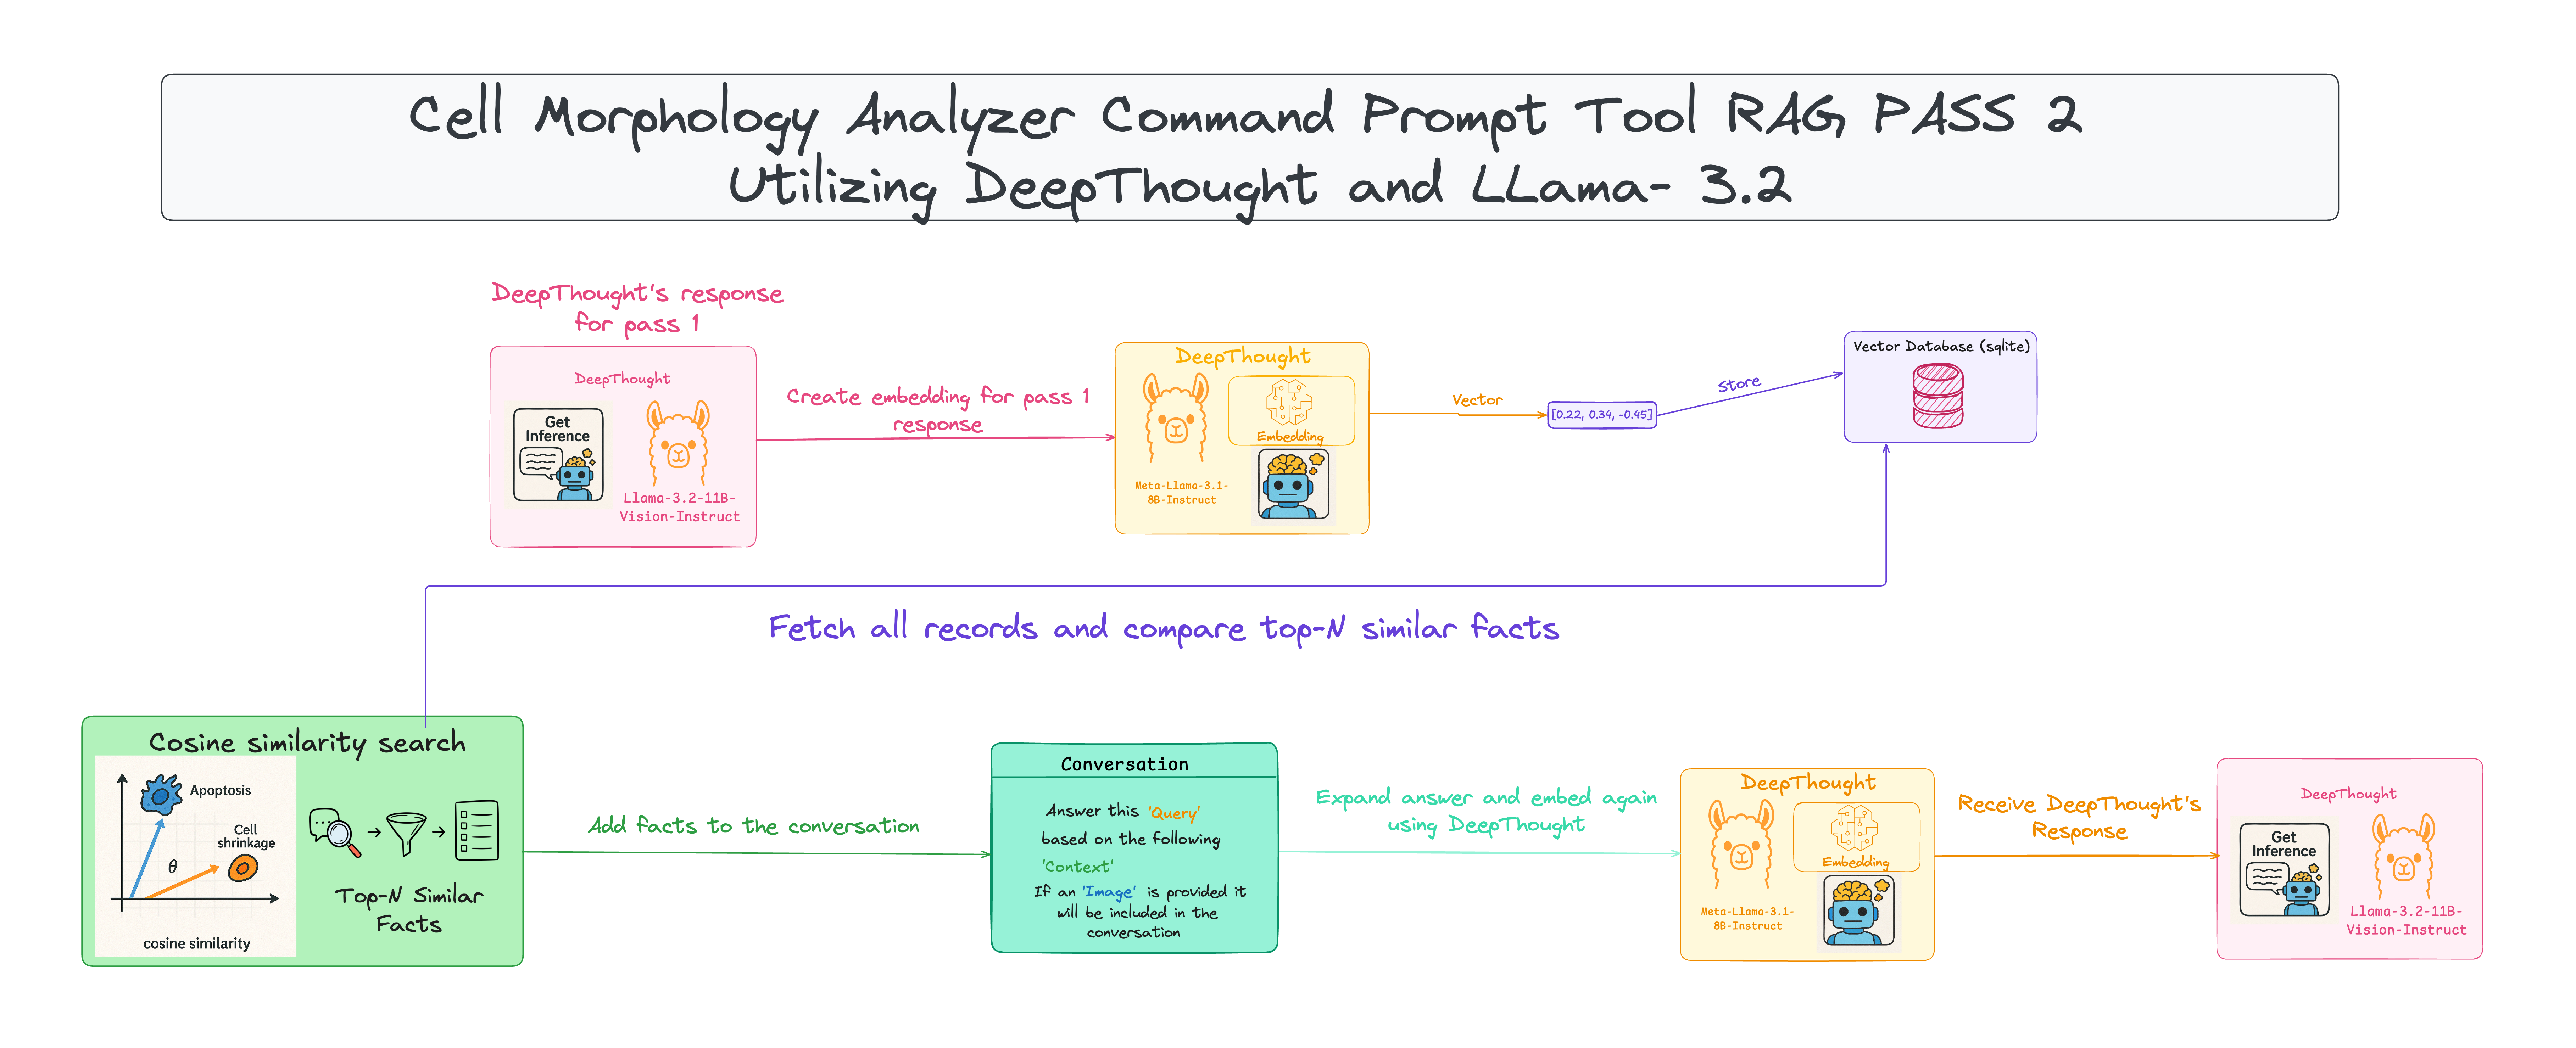 Cell Morphology Analyzer Command Prompt Tool RAG PASS 2
Utilizing DeepThought and LLama- 3.2
DeepThought's response
for pass 1
DeepThought
Get
Inference
Llama-3.2-11B-
Vision-Instruct
Create embedding for pass 1
response
DeepThought
Embedding
Meta-Llama-3.1-
8B-Instruct
Vector
[0.22, 0.34, -0.45]
Store
Vector Database (sqlite)
Fetch all records and compare top-N similar facts
Cosine similarity search
Apoptosis
Cell
shrinkage
θ
cosine similarity
Top-N Similar
Facts
Add facts to the conversation
Conversation
Answer this 'Query'
based on the following
'Context'
If an 'Image' is provided it
will be included in the
conversation
Expand answer and embed again
using DeepThought
DeepThought
Embedding
Meta-Llama-3.1-
8B-Instruct
Receive DeepThought's
Response
DeepThought
Get
Inference
Llama-3.2-11B-
Vision-Instruct